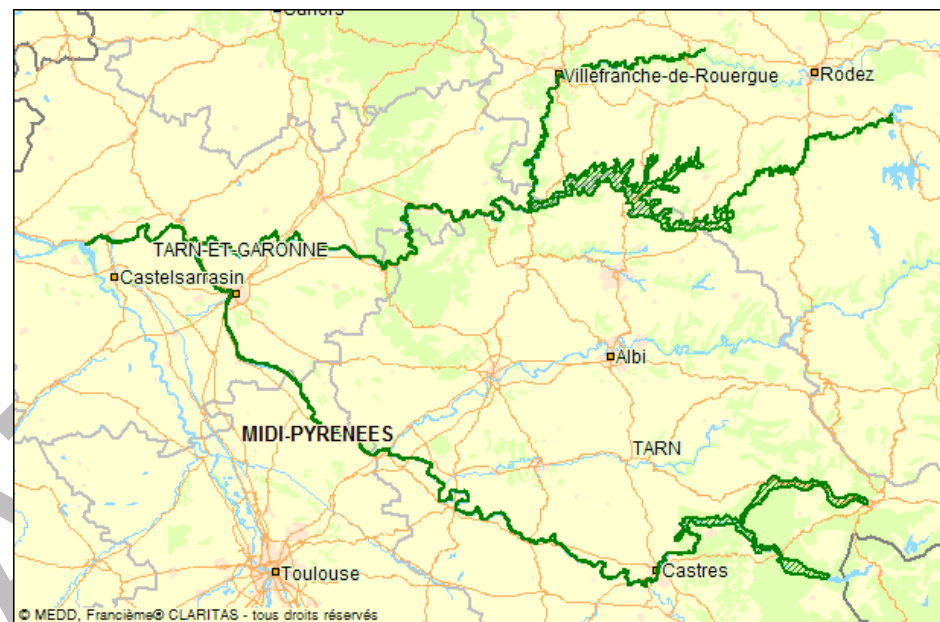 Cahors
Villefranche-de-Rouergue
Rodez
TARN-ET-GARONNE
Castelsarrasin
Albi
MIDI-PYRENEES
TARN
Toulouse
Castres
© MEDD, Francième® CLARITAS - tous droits réservés